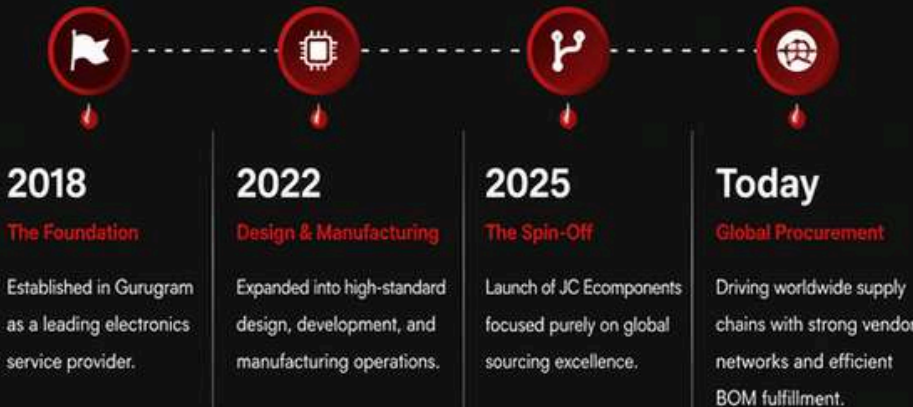 2018
The Foundation
Established in Gurugram
as a leading electronics
service provider.
2022
Design & Manufacturing
Expanded into high-standard
design, development, and
manufacturing operations.
2025
The Spin-Off
Launch of JC Ecomponents
focused purely on global
sourcing excellence.
Today
Global Procurement
Driving worldwide supply
chains with strong vendor
networks and efficient
BOM fulfillment.